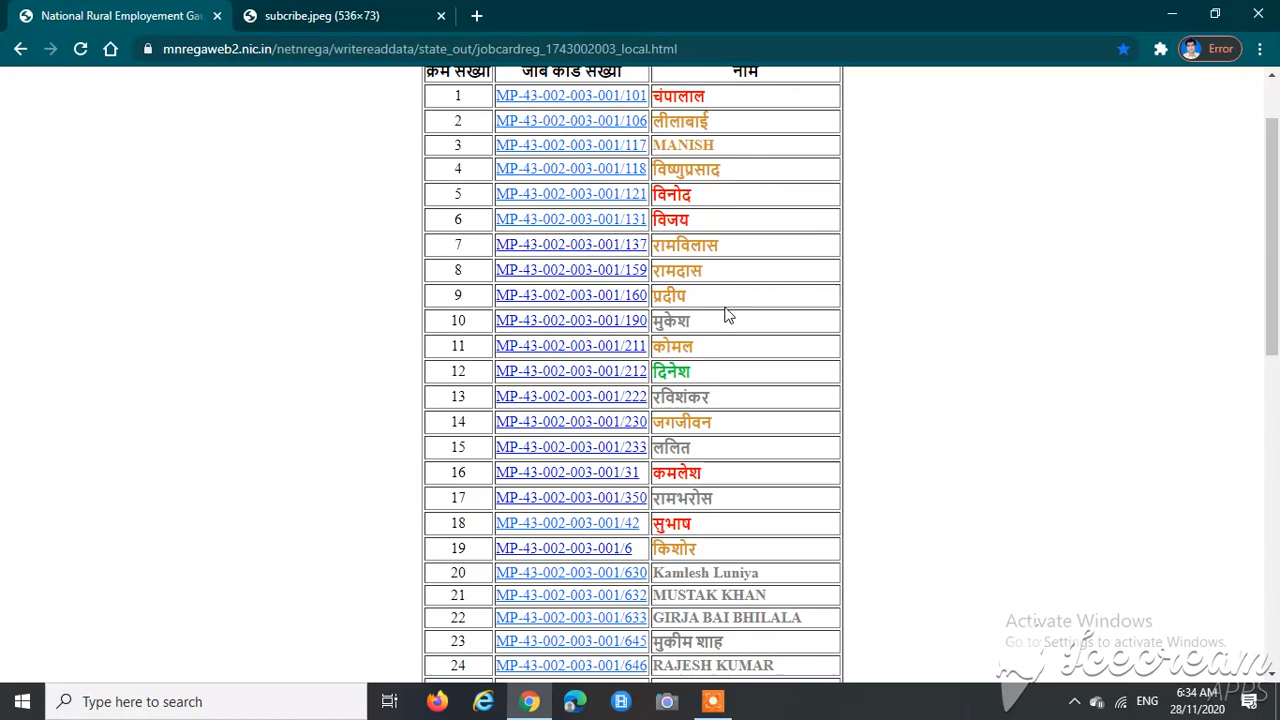 National Rural Employement Gau
subcribe.jpeg (536×73)
mnregaweb2.nic.in/netnrega/writereaddata/state_out/jobcardreg_1743002003_local.html
Error
क्रम संख्या जॉब कार्ड संख्या नाम
1 MP-43-002-003-001/101 चंपालाल
2 MP-43-002-003-001/106 लीलाबाई
3 MP-43-002-003-001/117 MANISH
4 MP-43-002-003-001/118 विष्णुप्रसाद
5 MP-43-002-003-001/121 विनोद
6 MP-43-002-003-001/131 विजय
7 MP-43-002-003-001/137 रामविलास
8 MP-43-002-003-001/159 रामदास
9 MP-43-002-003-001/160 प्रदीप
10 MP-43-002-003-001/190 मुकेश
11 MP-43-002-003-001/211 कोमल
12 MP-43-002-003-001/212 दिनेश
13 MP-43-002-003-001/222 रविशंकर
14 MP-43-002-003-001/230 जगजीवन
15 MP-43-002-003-001/233 ललित
16 MP-43-002-003-001/31 कमलेश
17 MP-43-002-003-001/350 रामभरोस
18 MP-43-002-003-001/42 सुभाष
19 MP-43-002-003-001/6 किशोर
20 MP-43-002-003-001/630 Kamlesh Luniya
21 MP-43-002-003-001/632 MUSTAK KHAN
22 MP-43-002-003-001/633 GIRJA BAI BHILALA
23 MP-43-002-003-001/645 मुकीम शाह
24 MP-43-002-003-001/646 RAJESH KUMAR
Activate Windows
Go to Settings to activate Windows.
Icecream
APPS
Type here to search
ENG
6:34 AM
28/11/2020